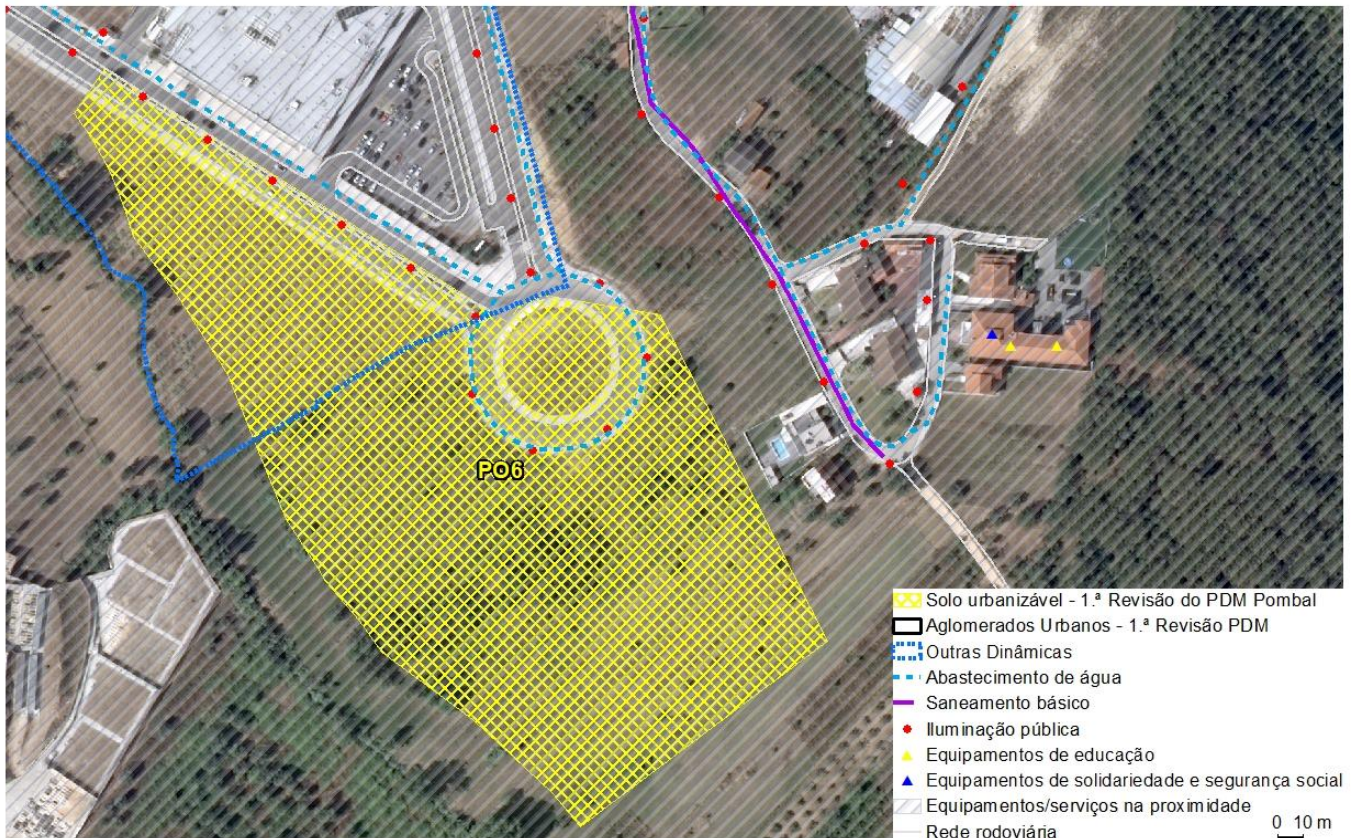 PO6
Solo urbanizável - 1.ª Revisão do PDM Pombal
Aglomerados Urbanos - 1.ª Revisão PDM
Outras Dinâmicas
Abastecimento de água
Saneamento básico
Iluminação pública
Equipamentos de educação
Equipamentos de solidariedade e segurança social
Equipamentos/serviços na proximidade
Rede rodoviária
0 10 m